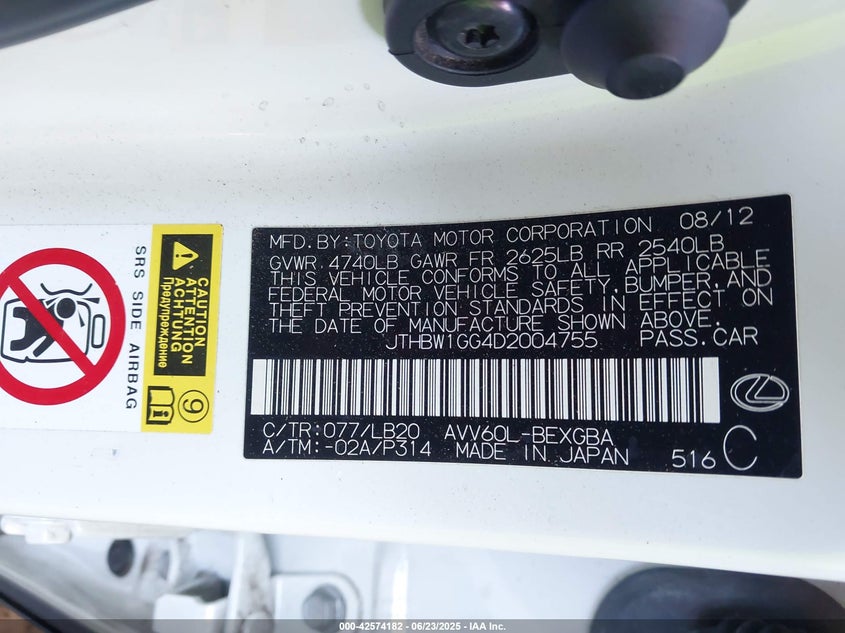 SRS SIDE AIRBAG
CAUTION
ATTENTION
ACHTUNG
Предупреждение
i
9
MFD. BY: TOYOTA MOTOR CORPORATION 08/12
GVWR 4740LB GAWR FR 2625LB RR 2540LB
THIS VEHICLE CONFORMS TO ALL APPLICABLE
FEDERAL MOTOR VEHICLE SAFETY, BUMPER, AND
THEFT PREVENTION STANDARDS IN EFFECT ON
THE DATE OF MANUFACTURE SHOWN ABOVE.
JTHBW1GG4D2004755 PASS.CAR
C/TR:077/LB20 AVV60L-BEXGBA
A/TM:-02A/P314 MADE IN JAPAN 516 C
000-42574182 - 06/23/2025 - IAA Inc.